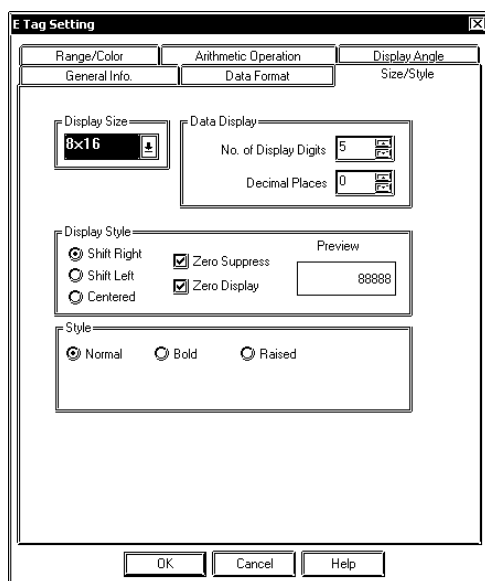 E Tag Setting
Range/Color Arithmetic Operation Display Angle
General Info. Data Format Size/Style
Display Size
8×16
Data Display
No. of Display Digits 5
Decimal Places 0
Display Style
Shift Right
Shift Left
Centered
Zero Suppress
Zero Display
Preview
88888
Style
Normal Bold Raised
OK Cancel Help